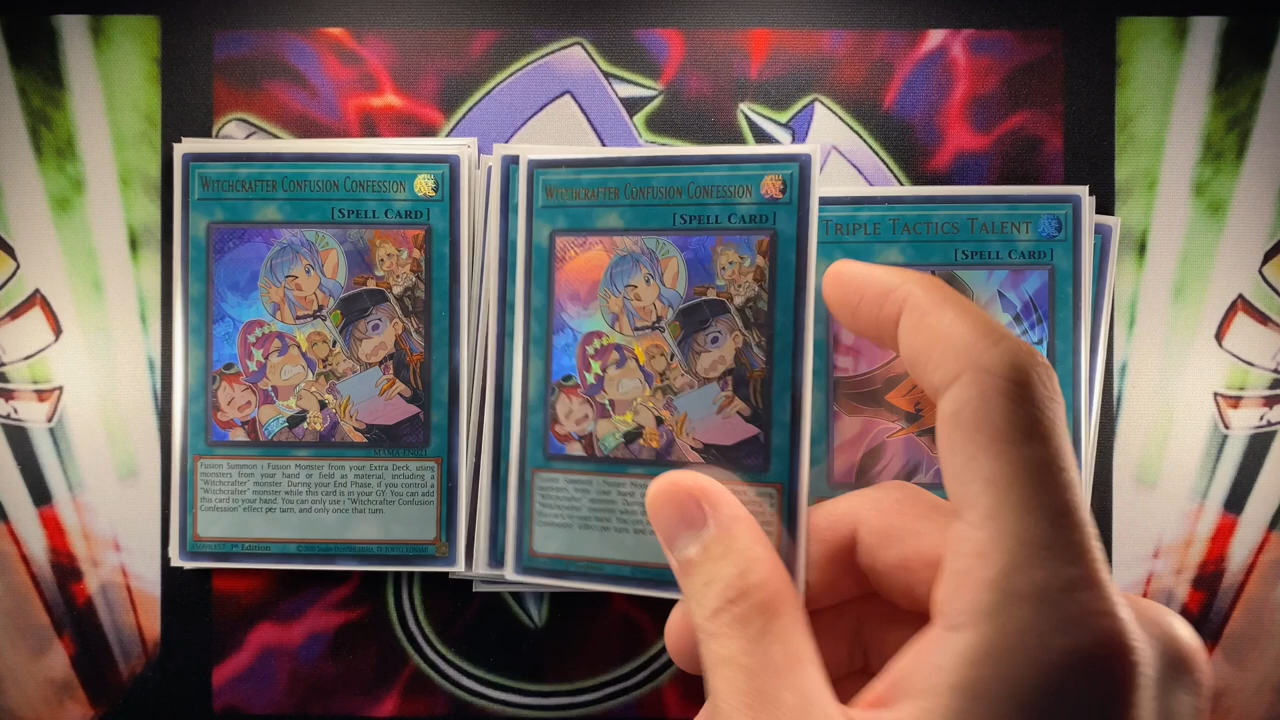 WITCHCRAFTER CONFUSION CONFESSION
[SPELL CARD]
MAMA-EN021
Fusion Summon 1 Fusion Monster from your Extra Deck, using
monsters from your hand or field as material, including a
"Witchcrafter" monster. During your End Phase, if you control a
"Witchcrafter" monster while this card is in your GY: You can add
this card to your hand. You can only use 1 "Witchcrafter Confusion
Confession" effect per turn, and only once that turn.
1st Edition
WITCHCRAFTER CONFUSION CONFESSION
[SPELL CARD]
TRIPLE TACTICS TALENT
[SPELL CARD]